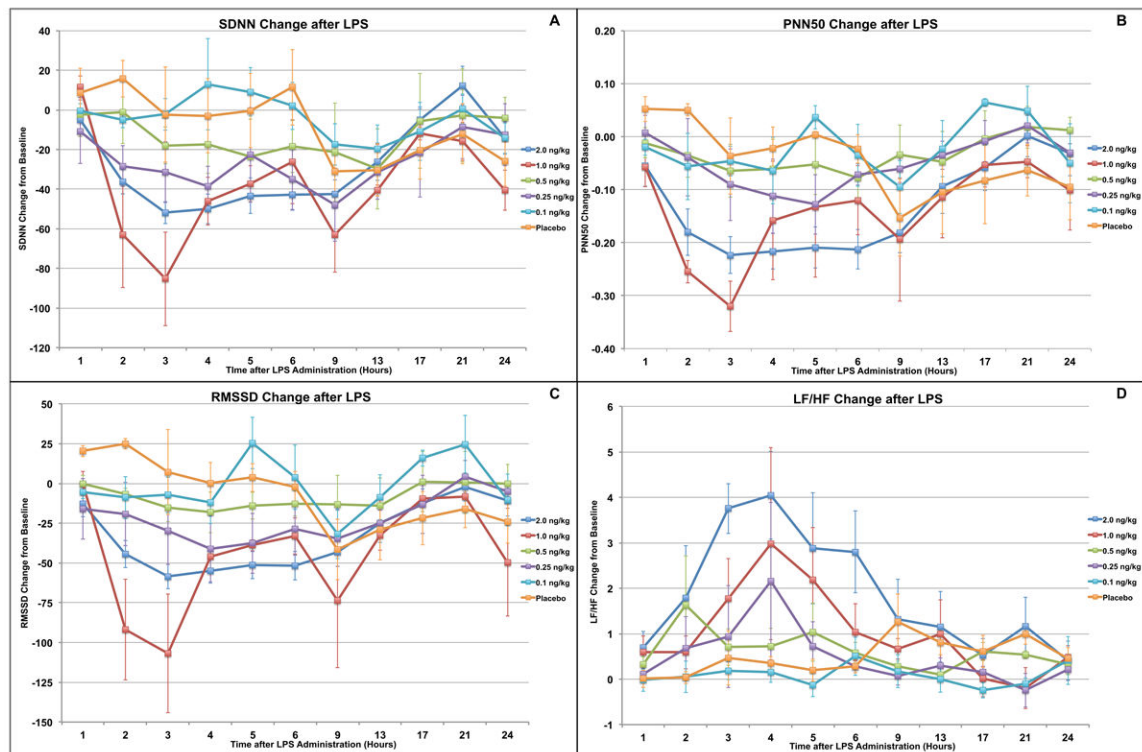 SDNN Change after LPS
A
40
20
0
-20
-40
-60
-80
-100
-120
SDNN Change from Baseline
1 2 3 4 5 6 9 13 17 21 24
TIme after LPS Administration (Hours)
2.0 ng/kg
1.0 ng/kg
0.5 ng/kg
0.25 ng/kg
0.1 ng/kg
Placebo
PNN50 Change after LPS
B
0.20
0.10
0.00
-0.10
-0.20
-0.30
-0.40
PNN50 Change from Baseline
1 2 3 4 5 6 9 13 17 21 24
Time after LPS Administration (Hours)
2.0 ng/kg
1.0 ng/kg
0.5 ng/kg
0.25 ng/kg
0.1 ng/kg
Placebo
RMSSD Change after LPS
C
50
25
0
-25
-50
-75
-100
-125
-150
RMSSD Change from Baseline
1 2 3 4 5 6 9 13 17 21 24
Time after LPS Administration (Hours)
2.0 ng/kg
1.0 ng/kg
0.5 ng/kg
0.25 ng/kg
0.1 ng/kg
Placebo
LF/HF Change after LPS
D
6
5
4
3
2
1
0
-1
LF/HF Change from Baseline
1 2 3 4 5 6 9 13 17 21 24
Time after LPS Administration (Hours)
2.0 ng/kg
1.0 ng/kg
0.5 ng/kg
0.25 ng/kg
0.1 ng/kg
Placebo